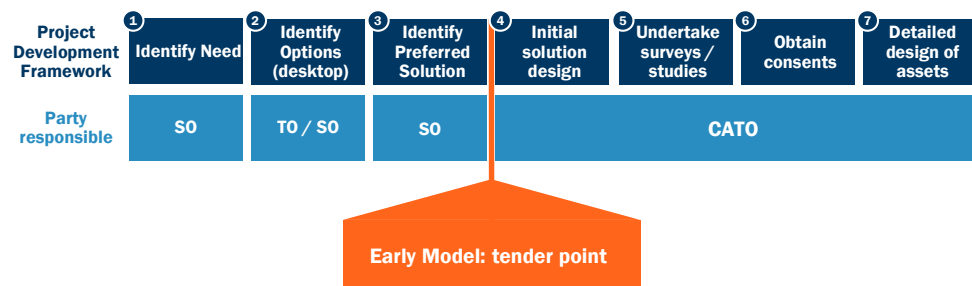 Project
Development
Framework
1
Identify Need
2
Identify
Options
(desktop)
3
Identify
Preferred
Solution
4
Initial
solution
design
5
Undertake
surveys /
studies
6
Obtain
consents
7
Detailed
design of
assets
Party
responsible
SO
TO / SO
SO
CATO
Early Model: tender point